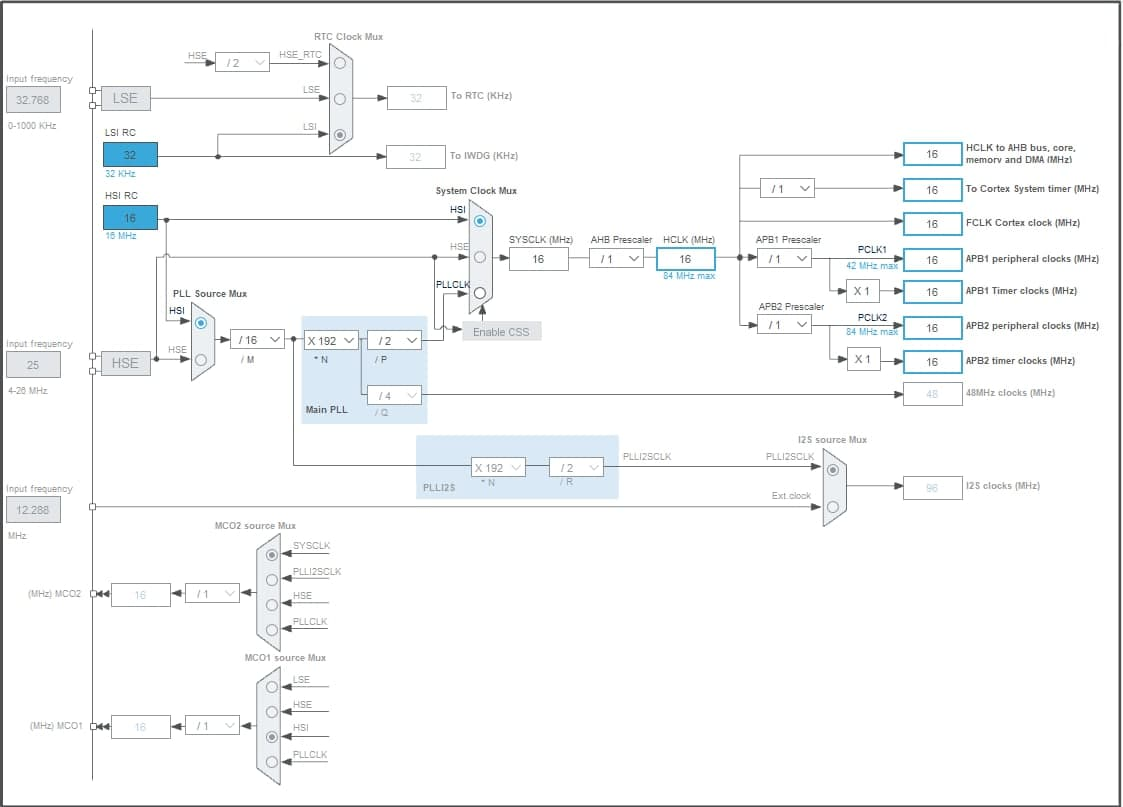 RTC Clock Mux
HSE
/ 2
HSE_RTC
Input frequency
32.768
0-1000 KHz
LSE
LSE
32
To RTC (KHz)
LSI RC
LSI
32
32 KHz
32
To IWDG (KHz)
HSI RC
16
16 MHz
System Clock Mux
HSI
HSE
PLLCLK
Enable CSS
SYSCLK (MHz)
16
AHB Prescaler
/ 1
HCLK (MHz)
16
84 MHz max
16
HCLK to AHB bus, core,
memory and DMA (MHz)
/ 1
16
To Cortex System timer (MHz)
16
FCLK Cortex clock (MHz)
APB1 Prescaler
/ 1
PCLK1
42 MHz max
16
APB1 peripheral clocks (MHz)
X 1
16
APB1 Timer clocks (MHz)
APB2 Prescaler
/ 1
PCLK2
84 MHz max
16
APB2 peripheral clocks (MHz)
X 1
16
APB2 timer clocks (MHz)
48
48MHz clocks (MHz)
PLL Source Mux
HSI
HSE
Input frequency
25
4-26 MHz
HSE
/ 16
/ M
X 192
* N
/ 2
/ P
/ 4
/ Q
Main PLL
X 192
* N
/ 2
/ R
PLLI2S
PLLI2SCLK
I2S source Mux
PLLI2SCLK
Ext.clock
96
I2S clocks (MHz)
Input frequency
12.288
MHz
MCO2 source Mux
SYSCLK
PLLI2SCLK
HSE
PLLCLK
(MHz) MCO2
16
/ 1
MCO1 source Mux
LSE
HSE
HSI
PLLCLK
(MHz) MCO1
16
/ 1